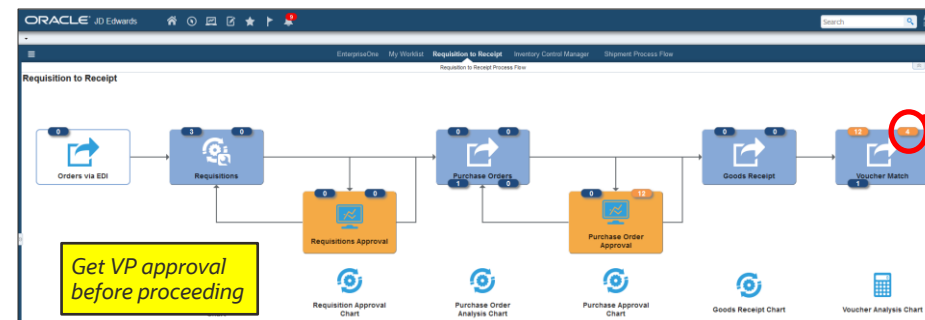 ORACLE JD Edwards
9
Search
EnterpriseOne My Worklist Requisition to Receipt Inventory Control Manager Shipment Process Flow
Requisition to Receipt Process Flow
Requisition to Receipt
0
3 0
0 0
0 0
12 4
Orders via EDI
Requisitions
Purchase Orders
Goods Receipt
Voucher Match
1 0
1
0 0
0 12
Requisitions Approval
Purchase Order
Approval
Get VP approval
before proceeding
Requisition Approval
Chart
Purchase Order
Analysis Chart
Purchase Approval
Chart
Goods Receipt Chart
Voucher Analysis Chart